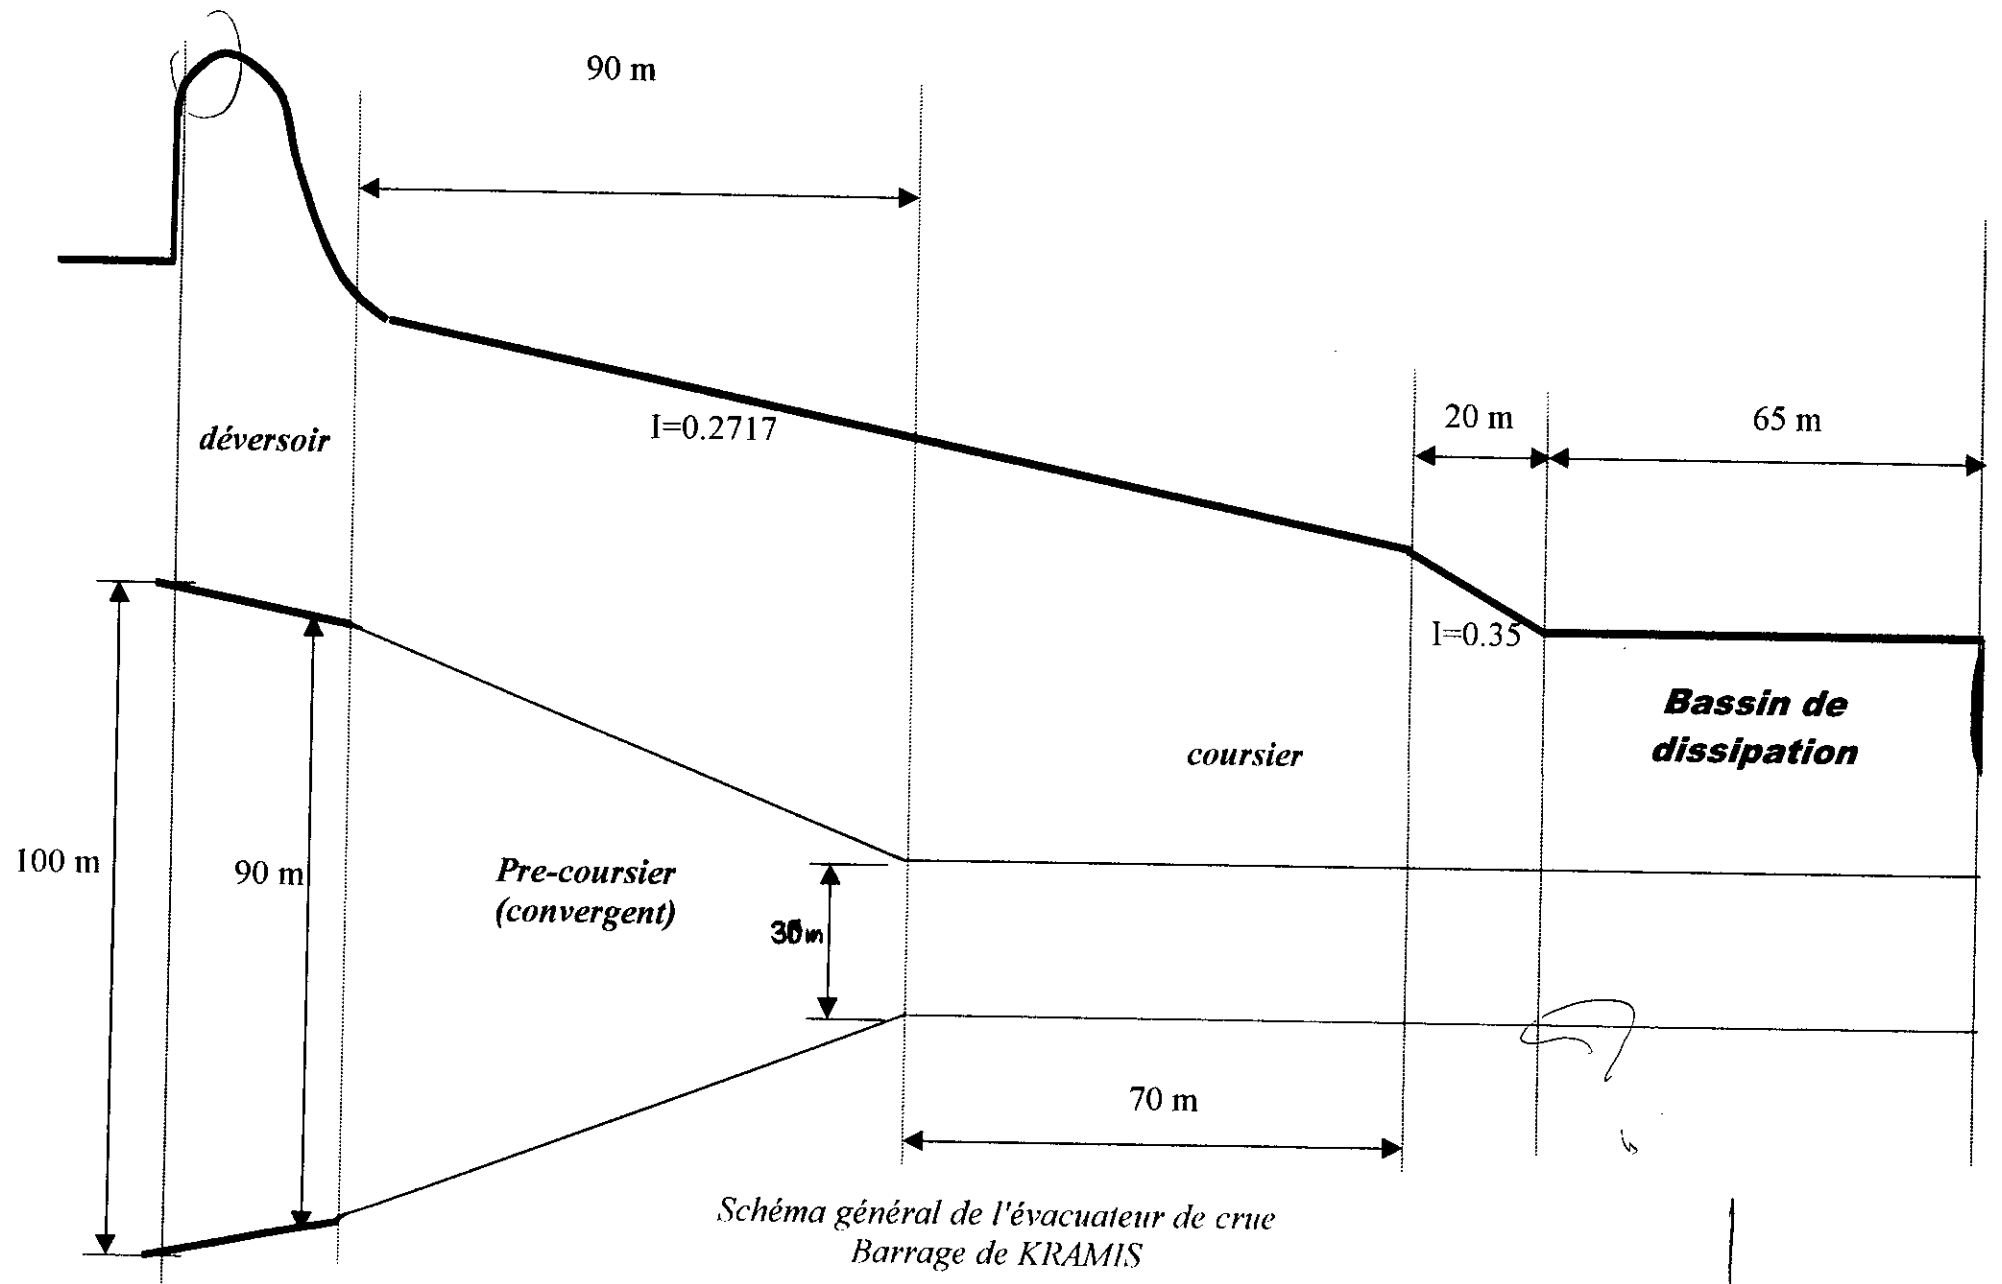 90 m
20 m
65 m
I=0.2717
déversoir
I=0.35
Bassin de
dissipation
coursier
100 m
90 m
Pre-coursier
(convergent)
70 m
Schéma général de l'évacuateur de crue
Barrage de KRAMIS